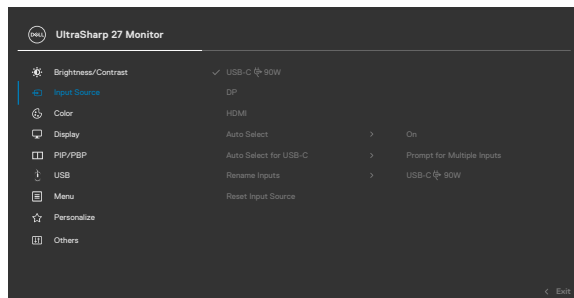 DELL UltraSharp 27 Monitor
Brightness/Contrast USB-C 90W
Input Source DP
Color HDMI
Display Auto Select > On
PIP/PBP Auto Select for USB-C > Prompt for Multiple Inputs
USB Rename Inputs > USB-C 90W
Menu Reset Input Source
Personalize
Others
< Exit